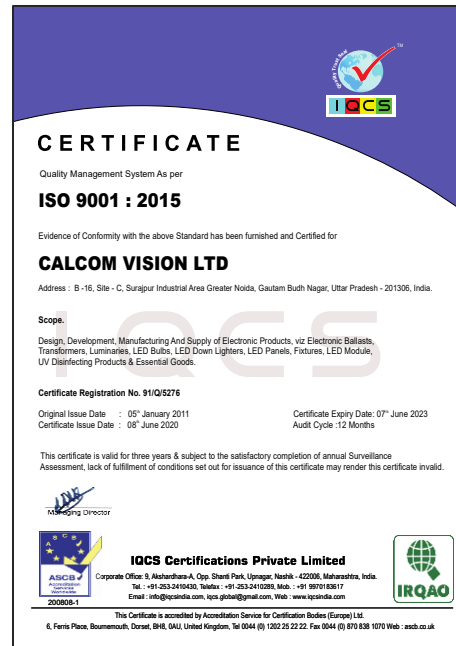 TM
Quality Trust Seal
IQCS
CERTIFICATE
Quality Management System As per
ISO 9001 : 2015
Evidence of Conformity with the above Standard has been furnished and Certified for
CALCOM VISION LTD
Address : B -16, Site - C, Surajpur Industrial Area Greater Noida, Gautam Budh Nagar, Uttar Pradesh - 201306, India.
IQCS
Scope.
Design, Development, Manufacturing And Supply of Electronic Products, viz Electronic Ballasts,
Transformers, Luminaries, LED Bulbs, LED Down Lighters, LED Panels, Fixtures, LED Module,
UV Disinfecting Products & Essential Goods.
Certificate Registration No. 91/Q/5276
Original Issue Date : 05th January 2011 Certificate Expiry Date: 07th June 2023
Certificate Issue Date : 08th June 2020 Audit Cycle :12 Months
This certificate is valid for three years & subject to the satisfactory completion of annual Surveillance
Assessment, lack of fulfillment of conditions set out for issuance of this certificate may render this certificate invalid.
Managing Director
ASCB
ASCB
Accreditation
Services
Worldwide
200808-1
IQCS Certifications Private Limited
Corporate Office: 9, Akshardhara-A, Opp. Shanti Park, Upnagar, Nashik - 422006, Maharashtra, India.
Tel. : +91-253-2410430, Telefax : +91-253-2410289, Mob. : + 91 9970183617
Email : info@iqcsindia.com, iqcs.global@gmail.com, Web : www.iqcsindia.com
IRQAO
This Certificate is accredited by Accreditation Service for Certification Bodies (Europe) Ltd.
6, Ferris Place, Bournemouth, Dorset, BH8, 0AU, United Kingdom, Tel 0044 (0) 1202 25 22 22. Fax 0044 (0) 870 838 1070 Web : ascb.co.uk